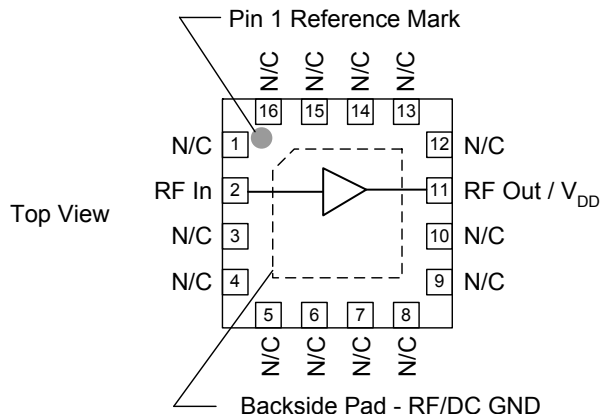 Pin 1 Reference Mark
N/C N/C N/C N/C
16 15 14 13
N/C 1 12 N/C
RF In 2 11 RF Out / VDD
Top View
N/C 3 10 N/C
N/C 4 9 N/C
5 6 7 8
N/C N/C N/C N/C
Backside Pad - RF/DC GND